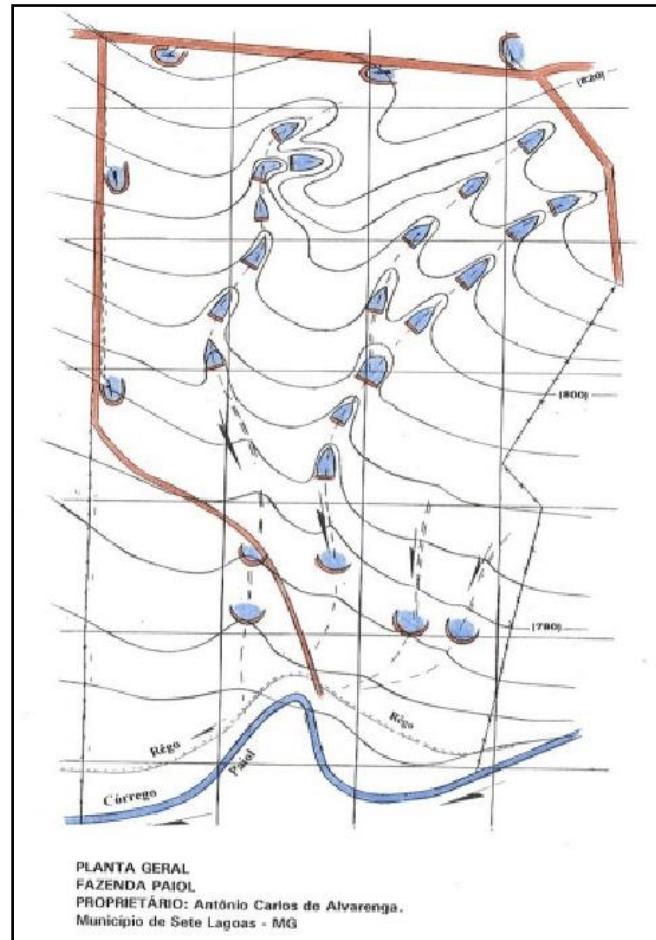 (820)
(800)
(780)
Rêgo
Rêgo
Paiol
Córrego
PLANTA GERAL
FAZENDA PAIOL
PROPRIETÁRIO: Antônio Carlos de Alvarenga.
Município de Sete Lagoas - MG